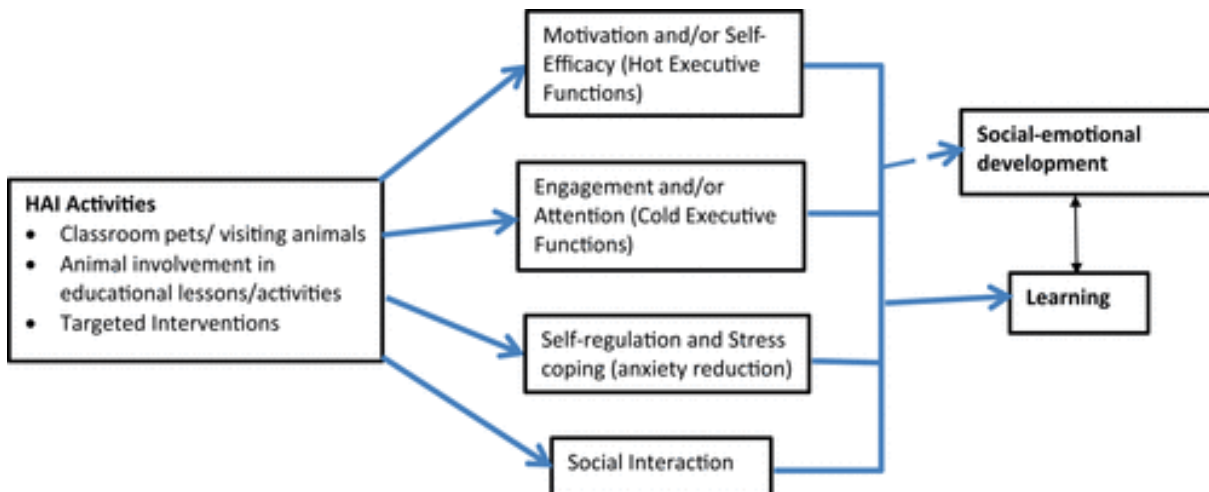 Motivation and/or Self-
Efficacy (Hot Executive
Functions)
Social-emotional
development
HAI Activities
• Classroom pets/ visiting animals
• Animal involvement in
educational lessons/activities
• Targeted Interventions
Engagement and/or
Attention (Cold Executive
Functions)
Learning
Self-regulation and Stress
coping (anxiety reduction)
Social Interaction